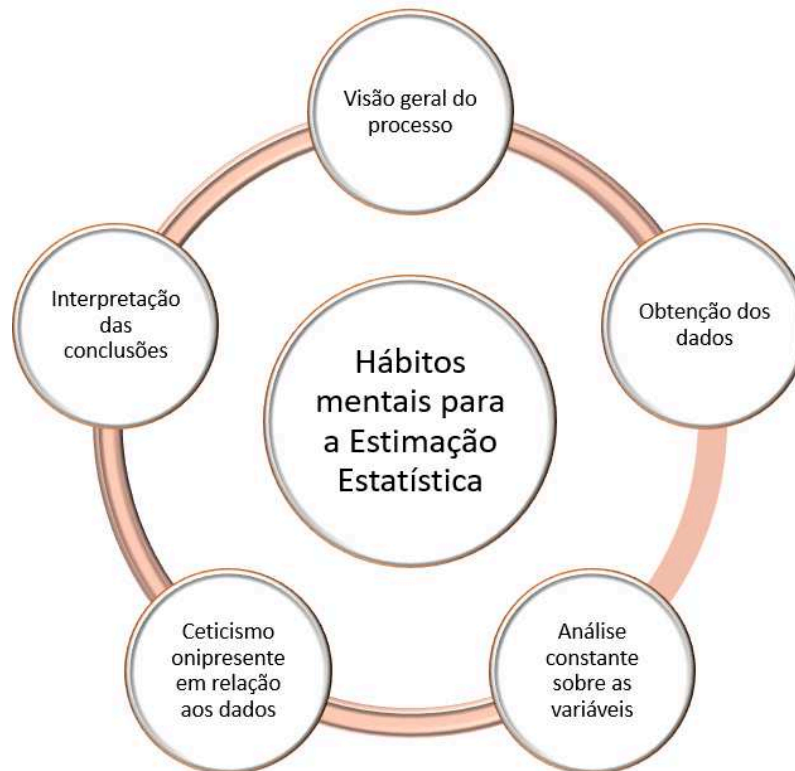 Visão geral do
processo
Obtenção dos
dados
Análise
constante
sobre as
variáveis
Ceticismo
onipresente
em relação
aos dados
Interpretação
das
conclusões
Hábitos
mentais para
a Estimação
Estatística